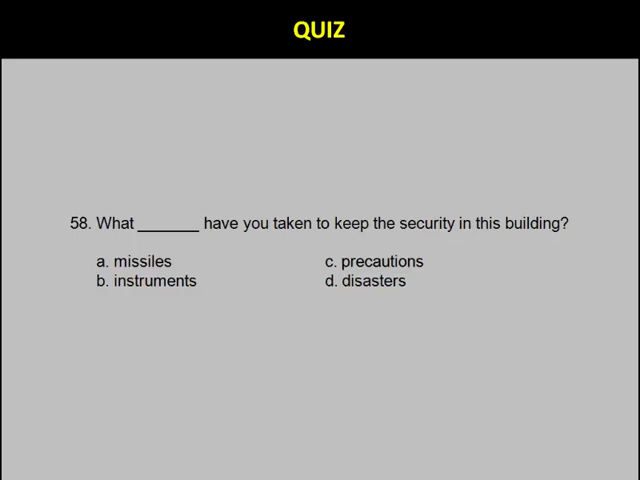 QUIZ
58. What _______ have you taken to keep the security in this building?
a. missiles c. precautions
b. instruments d. disasters